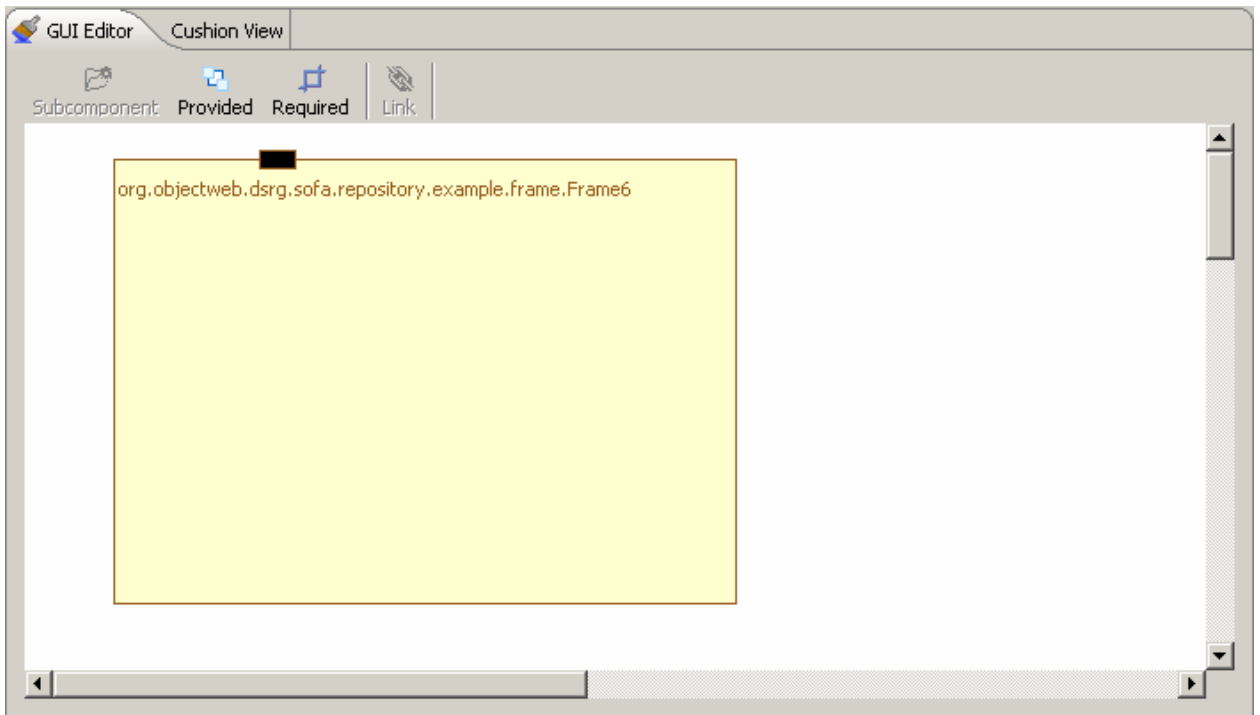 GUI Editor Cushion View
Subcomponent Provided Required Link
org.objectweb.dsrg.sofa.repository.example.frame.Frame6